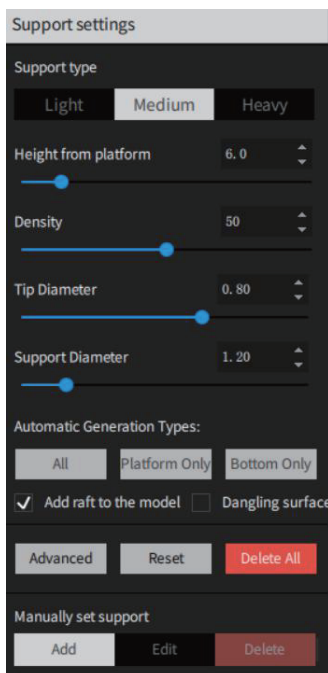 Support settings
Support type
Light Medium Heavy
Height from platform 6.0
Density 50
Tip Diameter 0.80
Support Diameter 1.20
Automatic Generation Types:
All Platform Only Bottom Only
Add raft to the model Dangling surface
Advanced Reset Delete All
Manually set support
Add Edit Delete